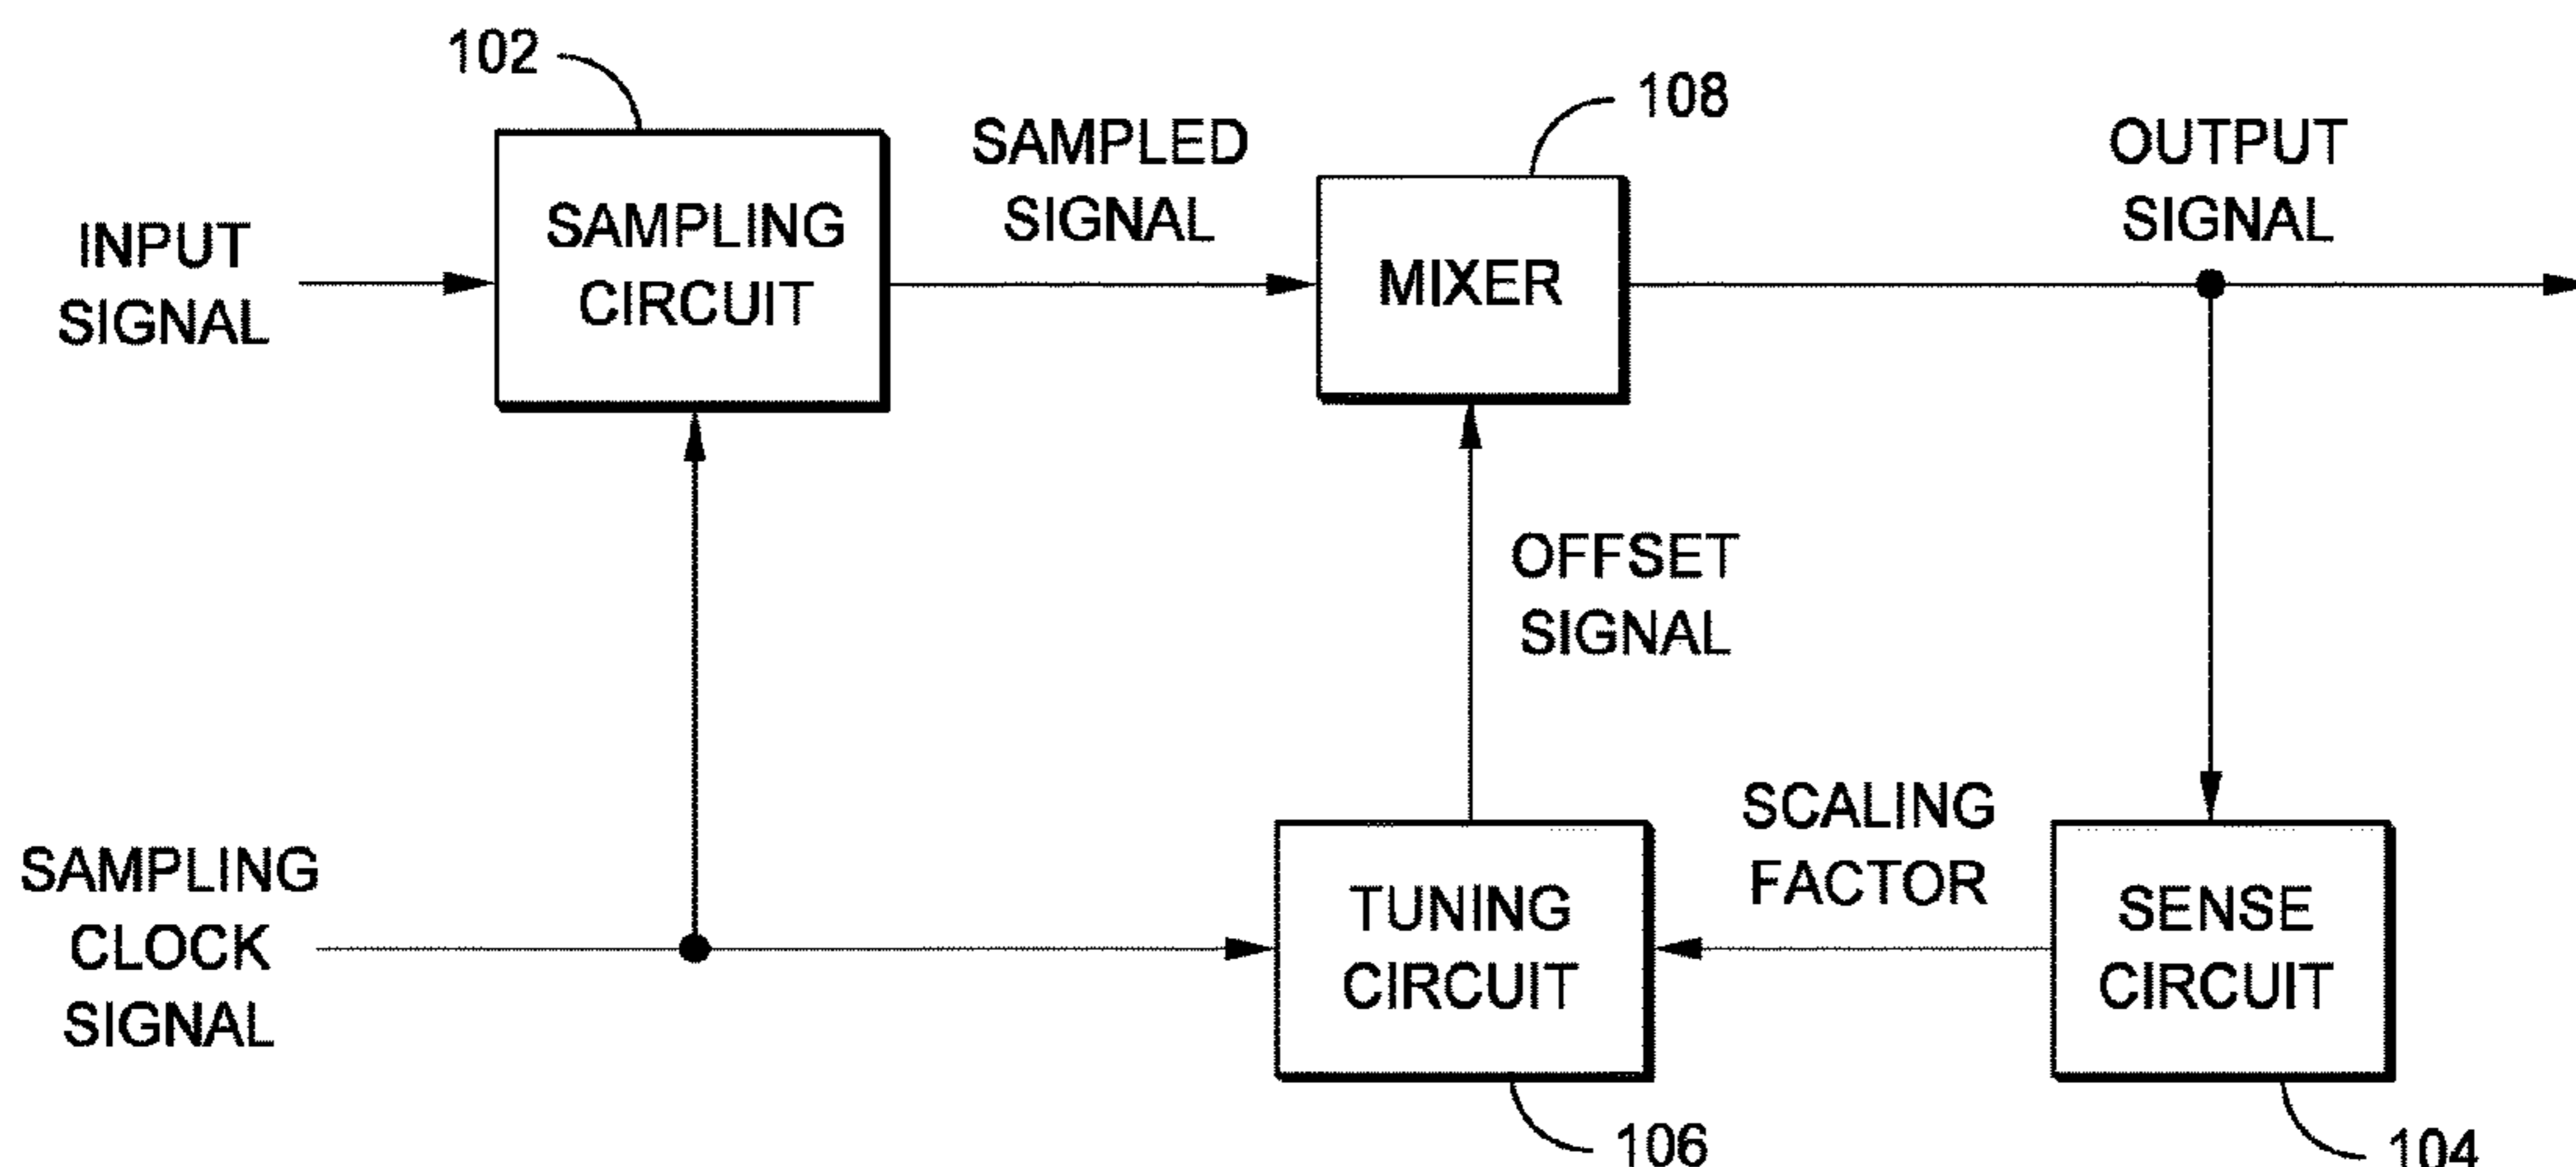 102
108
SAMPLED
SIGNAL
OUTPUT
SIGNAL
INPUT
SIGNAL
SAMPLING
CIRCUIT
MIXER
OFFSET
SIGNAL
SAMPLING
CLOCK
SIGNAL
TUNING
CIRCUIT
SCALING
FACTOR
SENSE
CIRCUIT
106
104